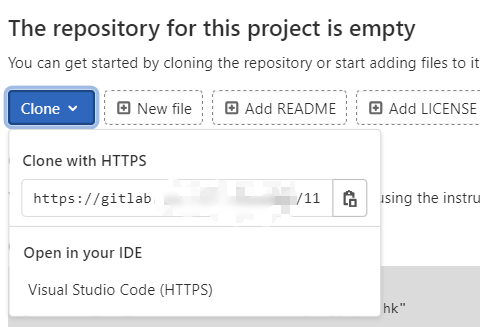 The repository for this project is empty
You can get started by cloning the repository or start adding files to it
Clone
New file
Add README
Add LICENSE
Clone with HTTPS
https://gitlab. /11
using the instru
Open in your IDE
Visual Studio Code (HTTPS)
hk"